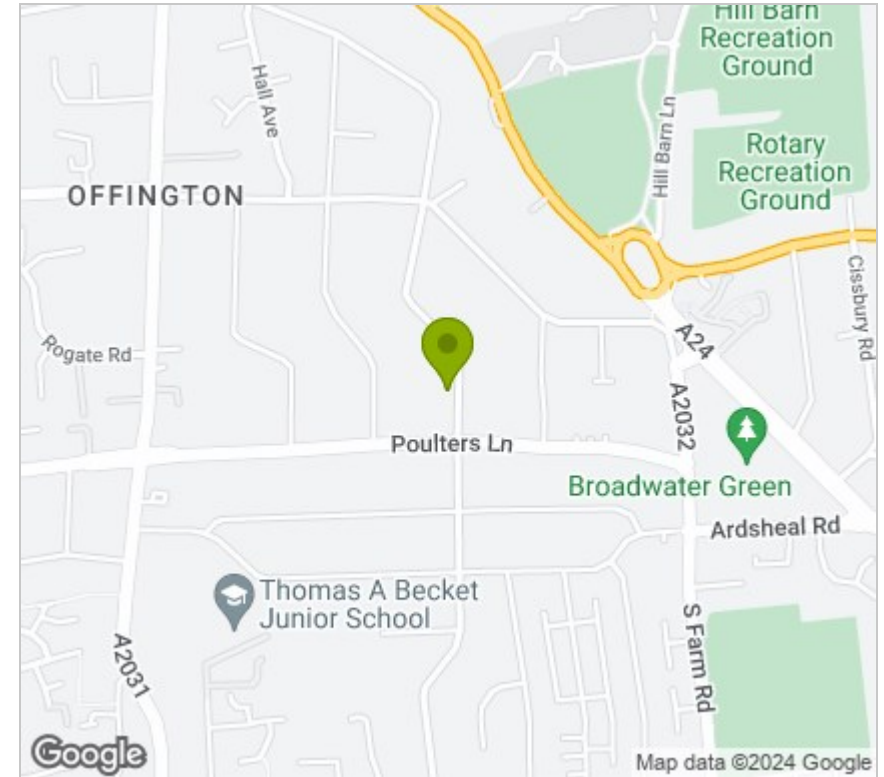 Hill Barn
Recreation
Ground
Hall Ave
Hill Barn Ln
Rotary
Recreation
Ground
OFFINGTON
Cissbury Rd
Rogate Rd
A24
A2032
Poulters Ln
Broadwater Green
Ardsheal Rd
Thomas A Becket
Junior School
S Farm Rd
A2031
Google
Map data ©2024 Google